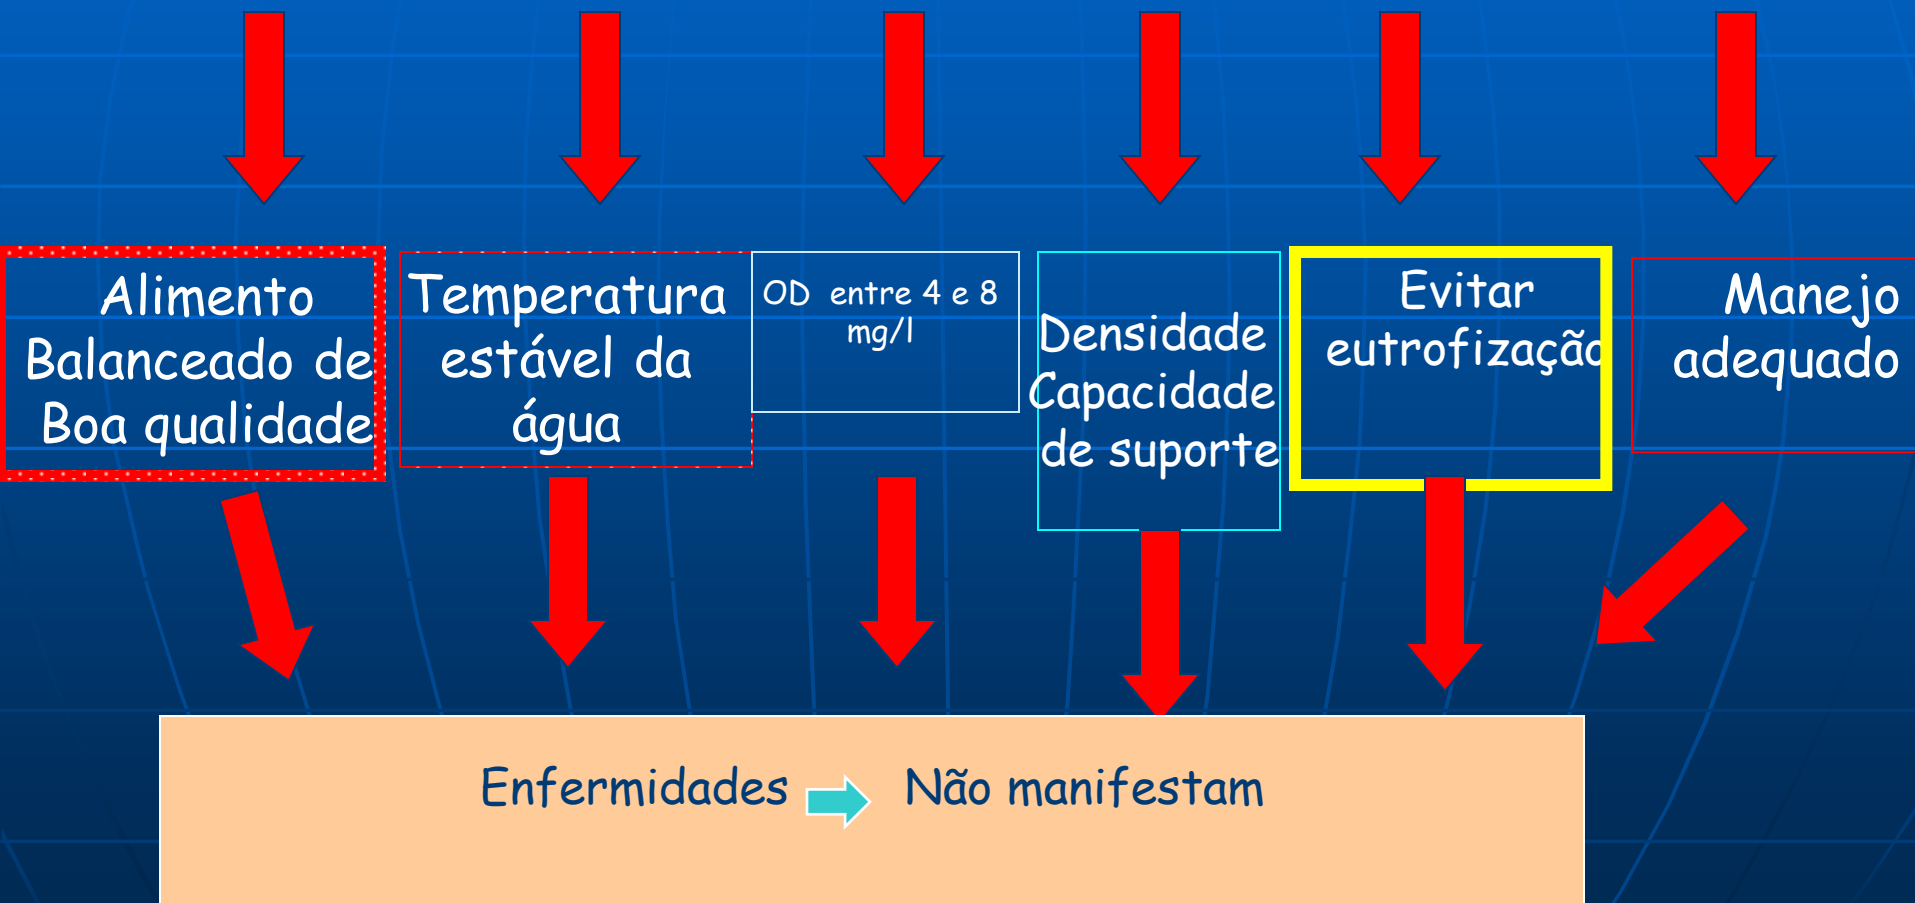 Alimento
Balanceado de
Boa qualidade
Temperatura
estável da
água
OD entre 4 e 8
mg/l
Densidade
Capacidade
de suporte
Evitar
eutrofização
Manejo
adequado
Enfermidades Não manifestam